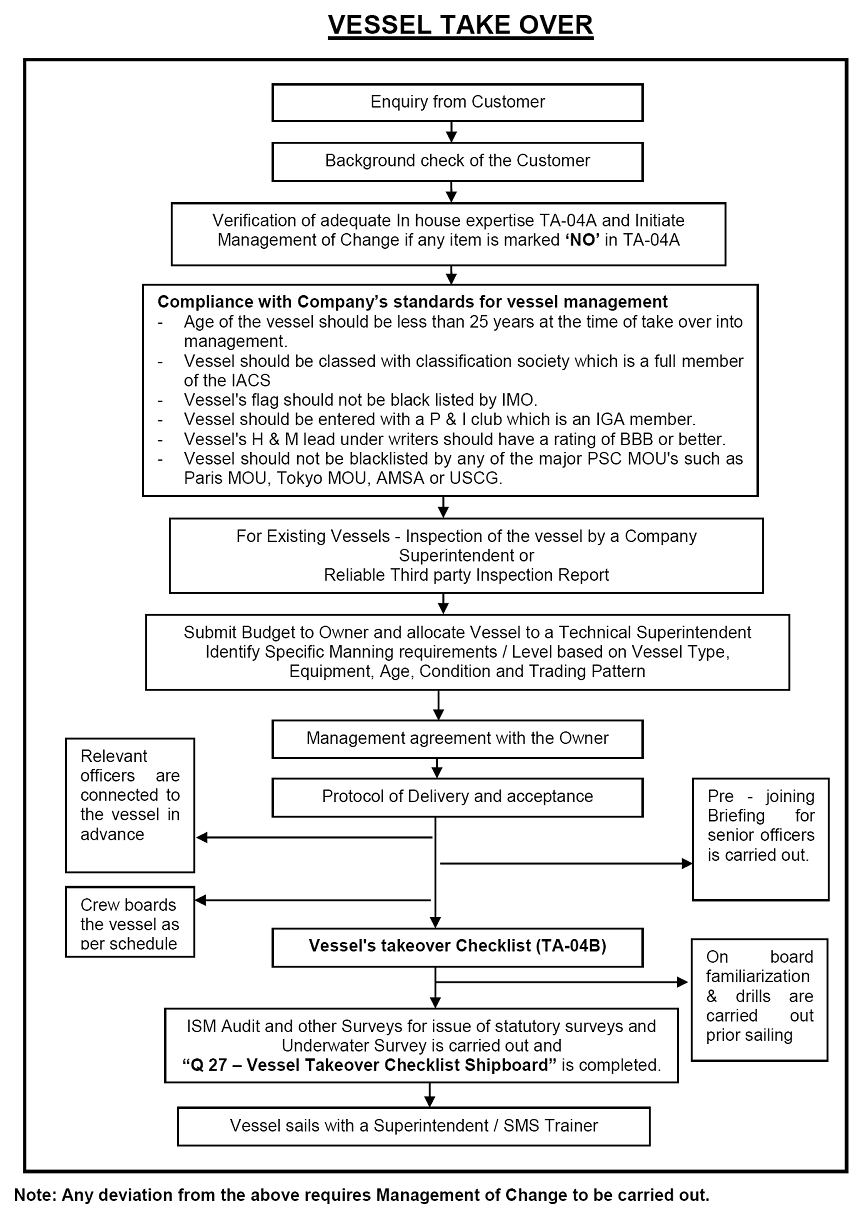 VESSEL TAKE OVER
Enquiry from Customer
Background check of the Customer
Verification of adequate In house expertise TA-04A and Initiate
Management of Change if any item is marked ‘NO’ in TA-04A
Compliance with Company’s standards for vessel management
- Age of the vessel should be less than 25 years at the time of take over into
management.
- Vessel should be classed with classification society which is a full member
of the IACS
- Vessel's flag should not be black listed by IMO.
- Vessel should be entered with a P & I club which is an IGA member.
- Vessel's H & M lead under writers should have a rating of BBB or better.
- Vessel should not be blacklisted by any of the major PSC MOU's such as
Paris MOU, Tokyo MOU, AMSA or USCG.
For Existing Vessels - Inspection of the vessel by a Company
Superintendent or
Reliable Third party Inspection Report
Submit Budget to Owner and allocate Vessel to a Technical Superintendent
Identify Specific Manning requirements / Level based on Vessel Type,
Equipment, Age, Condition and Trading Pattern
Management agreement with the Owner
Relevant
officers are
connected to
the vessel in
advance
Protocol of Delivery and acceptance
Pre - joining
Briefing for
senior officers
is carried out.
Crew boards
the vessel as
per schedule
Vessel's takeover Checklist (TA-04B)
On board
familiarization
& drills are
carried out
prior sailing
ISM Audit and other Surveys for issue of statutory surveys and
Underwater Survey is carried out and
“Q 27 – Vessel Takeover Checklist Shipboard” is completed.
Vessel sails with a Superintendent / SMS Trainer
Note: Any deviation from the above requires Management of Change to be carried out.